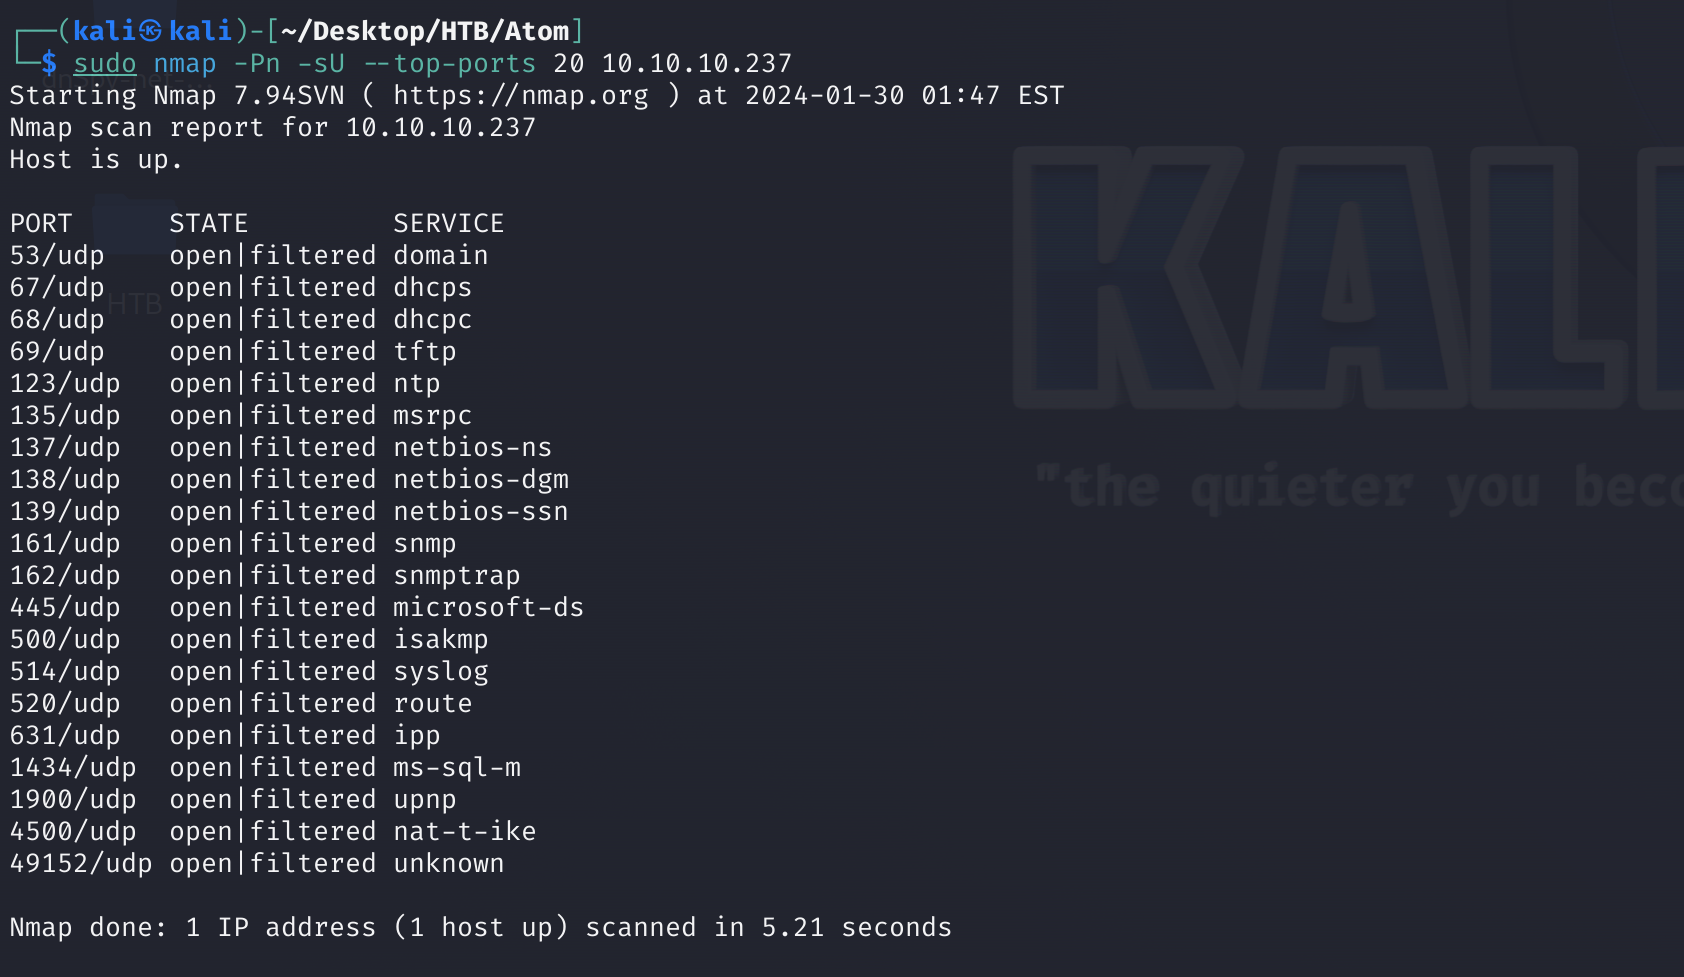 ┌──(kali㉿kali)-[~/Desktop/HTB/Atom]
└─$ sudo nmap -Pn -sU --top-ports 20 10.10.10.237
Starting Nmap 7.94SVN ( https://nmap.org ) at 2024-01-30 01:47 EST
Nmap scan report for 10.10.10.237
Host is up.

PORT      STATE         SERVICE
53/udp    open|filtered domain
67/udp    open|filtered dhcps
68/udp    open|filtered dhcpc
69/udp    open|filtered tftp
123/udp   open|filtered ntp
135/udp   open|filtered msrpc
137/udp   open|filtered netbios-ns
138/udp   open|filtered netbios-dgm
139/udp   open|filtered netbios-ssn
161/udp   open|filtered snmp
162/udp   open|filtered snmptrap
445/udp   open|filtered microsoft-ds
500/udp   open|filtered isakmp
514/udp   open|filtered syslog
520/udp   open|filtered route
631/udp   open|filtered ipp
1434/udp  open|filtered ms-sql-m
1900/udp  open|filtered upnp
4500/udp  open|filtered nat-t-ike
49152/udp open|filtered unknown

Nmap done: 1 IP address (1 host up) scanned in 5.21 seconds
HTB
KALI
"the quieter you beco